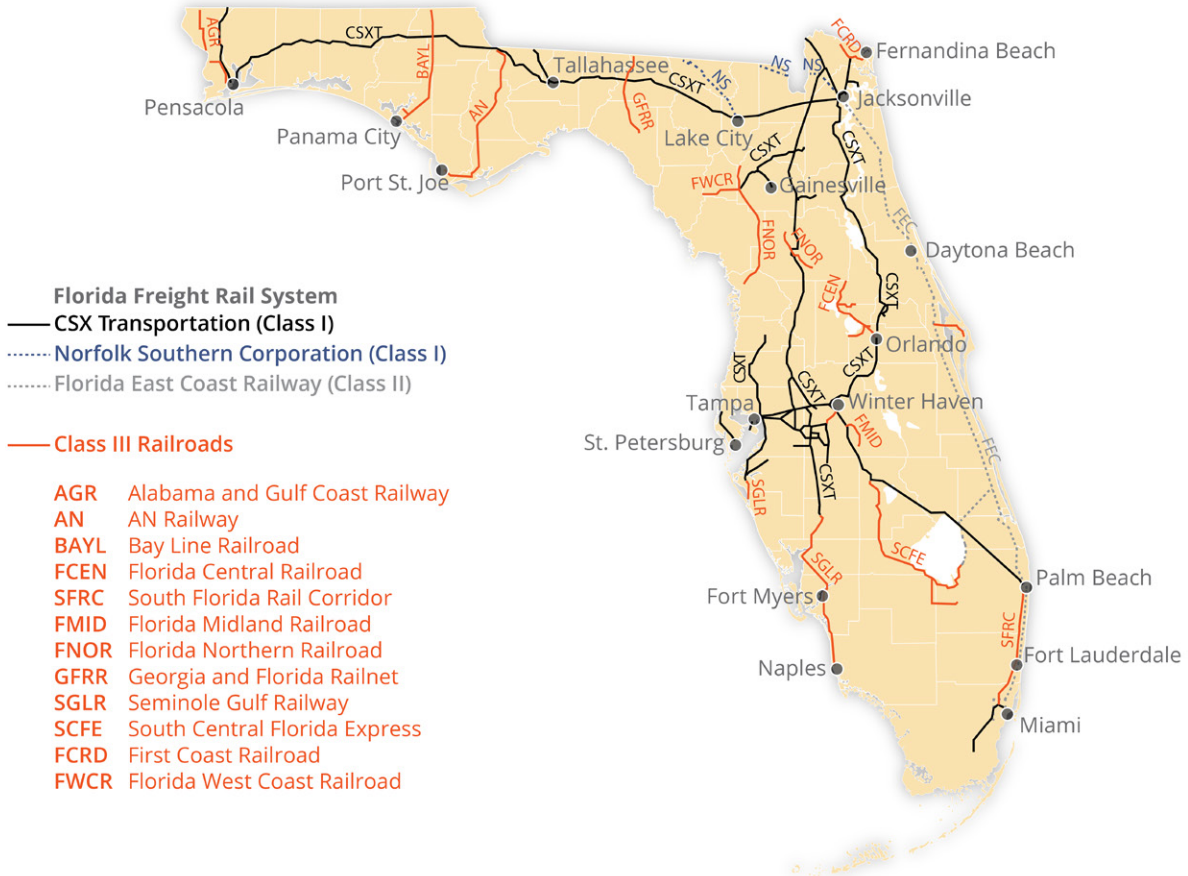 AGR
CSXT
BAYL
AN
Pensacola
Panama City
Port St. Joe
Tallahassee
CSXT
GFRR
NS
NS
NS
FCRD
Fernandina Beach
Jacksonville
Lake City
CSXT
CSXT
FWCR
Gainesville
FNOR
FNOR
FEC
Daytona Beach
FCEN
CSXT
Orlando
CSXT
CSXT
CSXT
Tampa
Winter Haven
St. Petersburg
FMID
FEC
CSXT
SGLR
SCFE
SGLR
Palm Beach
Fort Myers
SFRC
Fort Lauderdale
Naples
Miami
Florida Freight Rail System
CSX Transportation (Class I)
Norfolk Southern Corporation (Class I)
Florida East Coast Railway (Class II)
Class III Railroads
AGR Alabama and Gulf Coast Railway
AN AN Railway
BAYL Bay Line Railroad
FCEN Florida Central Railroad
SFRC South Florida Rail Corridor
FMID Florida Midland Railroad
FNOR Florida Northern Railroad
GFRR Georgia and Florida Railnet
SGLR Seminole Gulf Railway
SCFE South Central Florida Express
FCRD First Coast Railroad
FWCR Florida West Coast Railroad